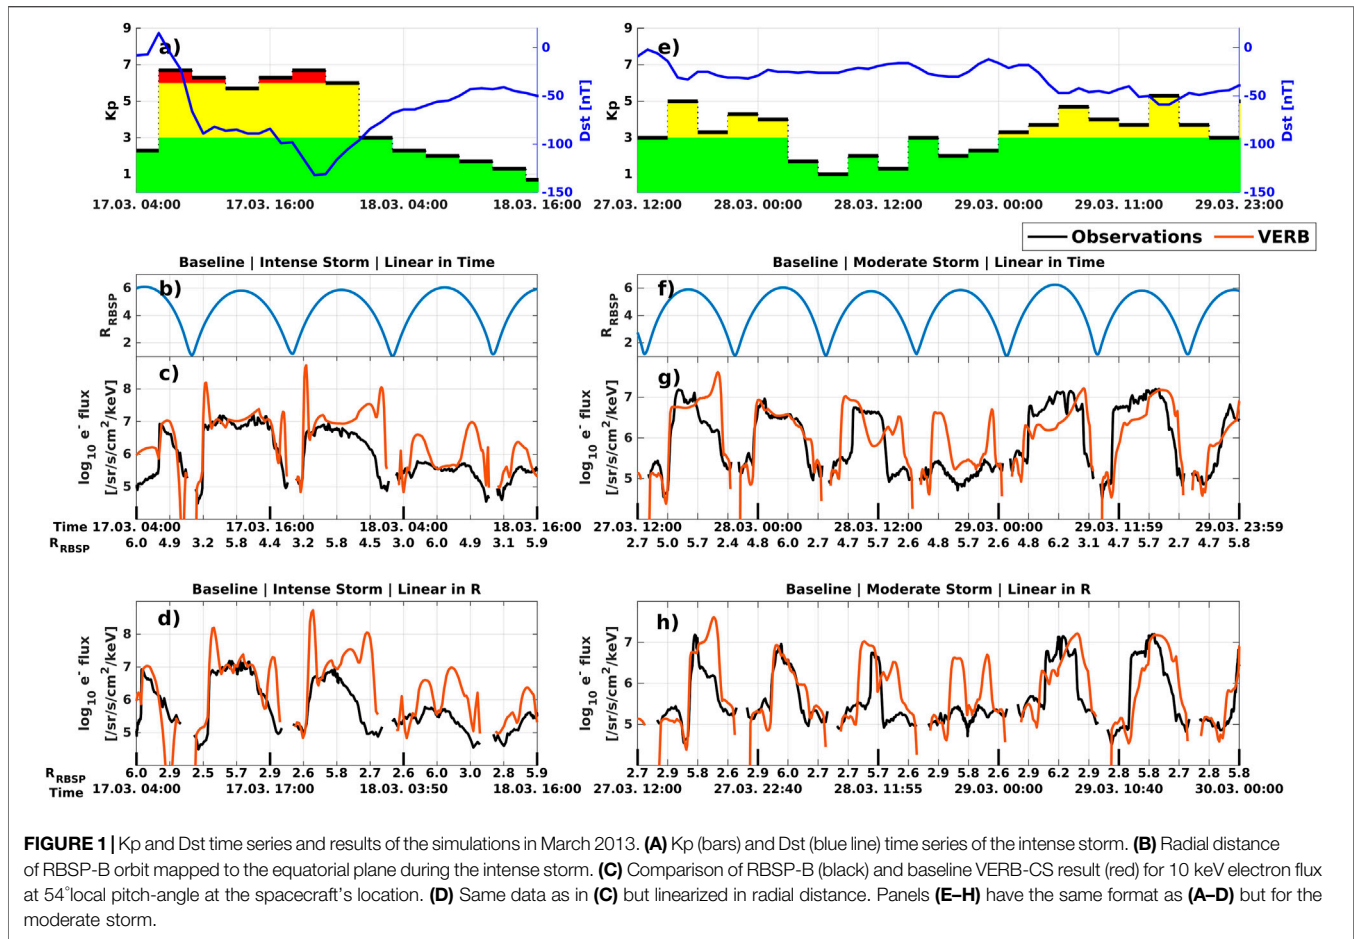 a)
9
7
5
3
1
Kp
0
-50
-100
-150
Dst [nT]
17.03. 04:00 17.03. 16:00 18.03. 04:00 18.03. 16:00
e)
9
7
5
3
1
Kp
0
-50
-100
-150
Dst [nT]
27.03. 12:00 28.03. 00:00 28.03. 12:00 29.03. 00:00 29.03. 11:00 29.03. 23:00
Observations VERB
Baseline | Intense Storm | Linear in Time
b)
6
4
2
R_RBSP
c)
8
7
6
5
log10 e- flux
[/sr/s/cm2/keV]
Time 17.03. 04:00 17.03. 16:00 18.03. 04:00 18.03. 16:00
R_RBSP 6.0 4.9 3.2 5.8 4.4 3.2 5.8 4.5 3.0 6.0 4.9 3.1 5.9
Baseline | Moderate Storm | Linear in Time
f)
6
4
2
R_RBSP
g)
7
6
5
log10 e- flux
[/sr/s/cm2/keV]
27.03. 12:00 28.03. 00:00 28.03. 12:00 29.03. 00:00 29.03. 11:59 29.03. 23:59
2.7 5.0 5.7 2.4 4.8 6.0 2.7 4.7 5.7 2.6 4.8 5.7 2.6 4.8 6.2 3.1 4.7 5.7 2.7 4.7 5.8
Baseline | Intense Storm | Linear in R
d)
8
7
6
5
log10 e- flux
[/sr/s/cm2/keV]
R_RBSP 6.0 2.9 2.5 5.7 2.9 2.6 5.8 2.7 2.6 6.0 3.0 2.8 5.9
Time 17.03. 04:00 17.03. 17:00 18.03. 03:50 18.03. 16:00
Baseline | Moderate Storm | Linear in R
h)
7
6
5
log10 e- flux
[/sr/s/cm2/keV]
2.7 2.9 5.8 2.9 2.9 6.0 2.9 2.7 5.7 2.6 2.9 5.8 2.6 2.9 6.2 2.9 2.8 5.8 2.7 2.8 5.8
27.03. 12:00 27.03. 22:40 28.03. 11:55 29.03. 00:00 29.03. 10:40 30.03. 00:00
FIGURE 1 | Kp and Dst time series and results of the simulations in March 2013. (A) Kp (bars) and Dst (blue line) time series of the intense storm. (B) Radial distance
of RBSP-B orbit mapped to the equatorial plane during the intense storm. (C) Comparison of RBSP-B (black) and baseline VERB-CS result (red) for 10 keV electron flux
at 54°local pitch-angle at the spacecraft's location. (D) Same data as in (C) but linearized in radial distance. Panels (E–H) have the same format as (A–D) but for the
moderate storm.